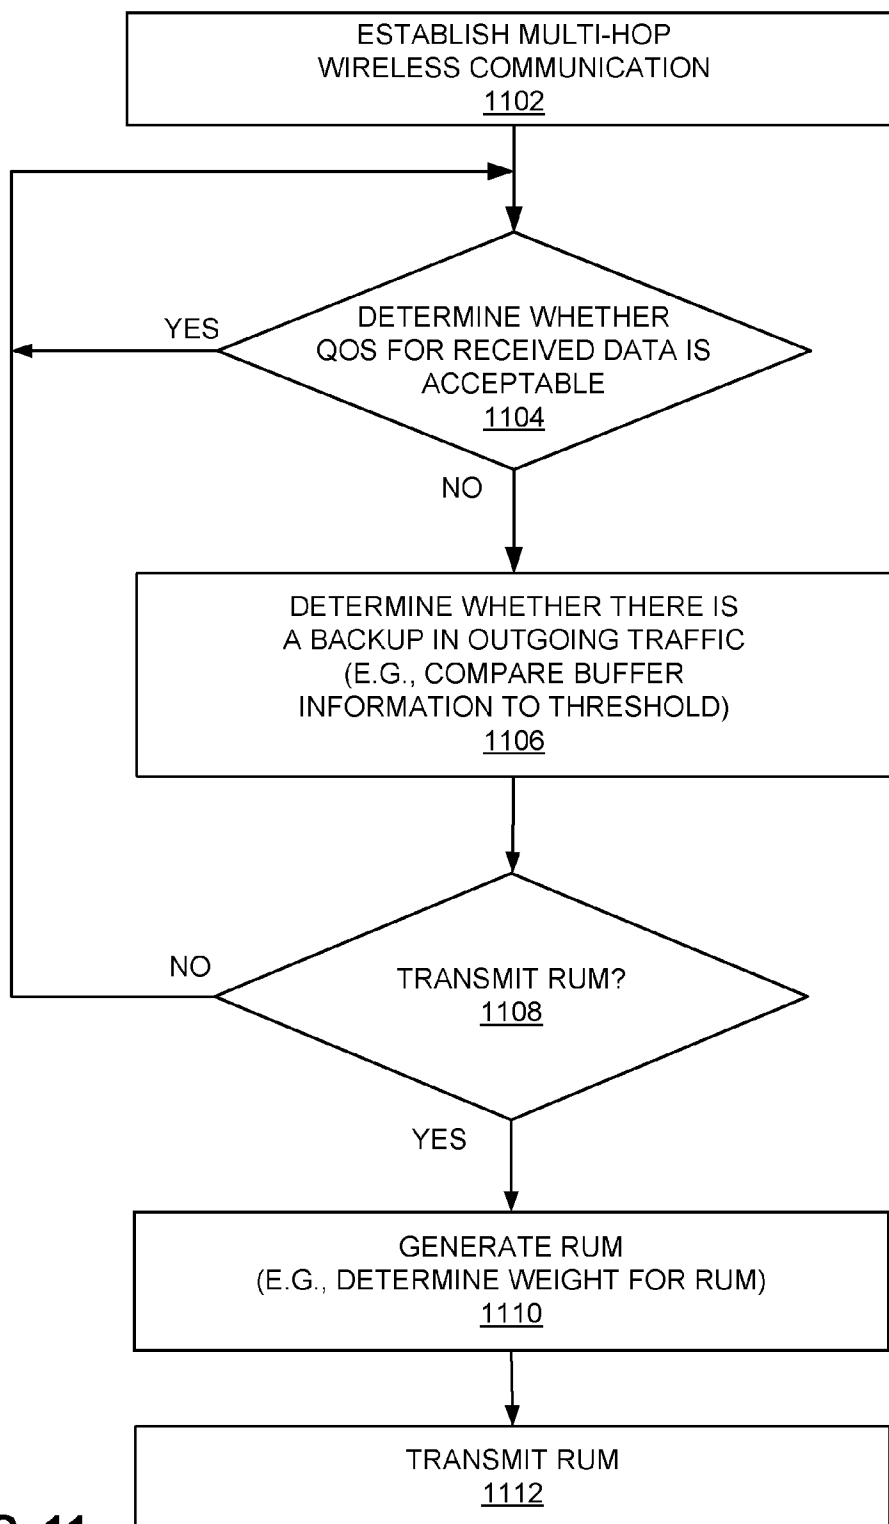 ESTABLISH MULTI-HOP
WIRELESS COMMUNICATION
1102
YES
DETERMINE WHETHER
QOS FOR RECEIVED DATA IS
ACCEPTABLE
1104
NO
DETERMINE WHETHER THERE IS
A BACKUP IN OUTGOING TRAFFIC
(E.G., COMPARE BUFFER
INFORMATION TO THRESHOLD)
1106
NO
TRANSMIT RUM?
1108
YES
GENERATE RUM
(E.G., DETERMINE WEIGHT FOR RUM)
1110
TRANSMIT RUM
1112